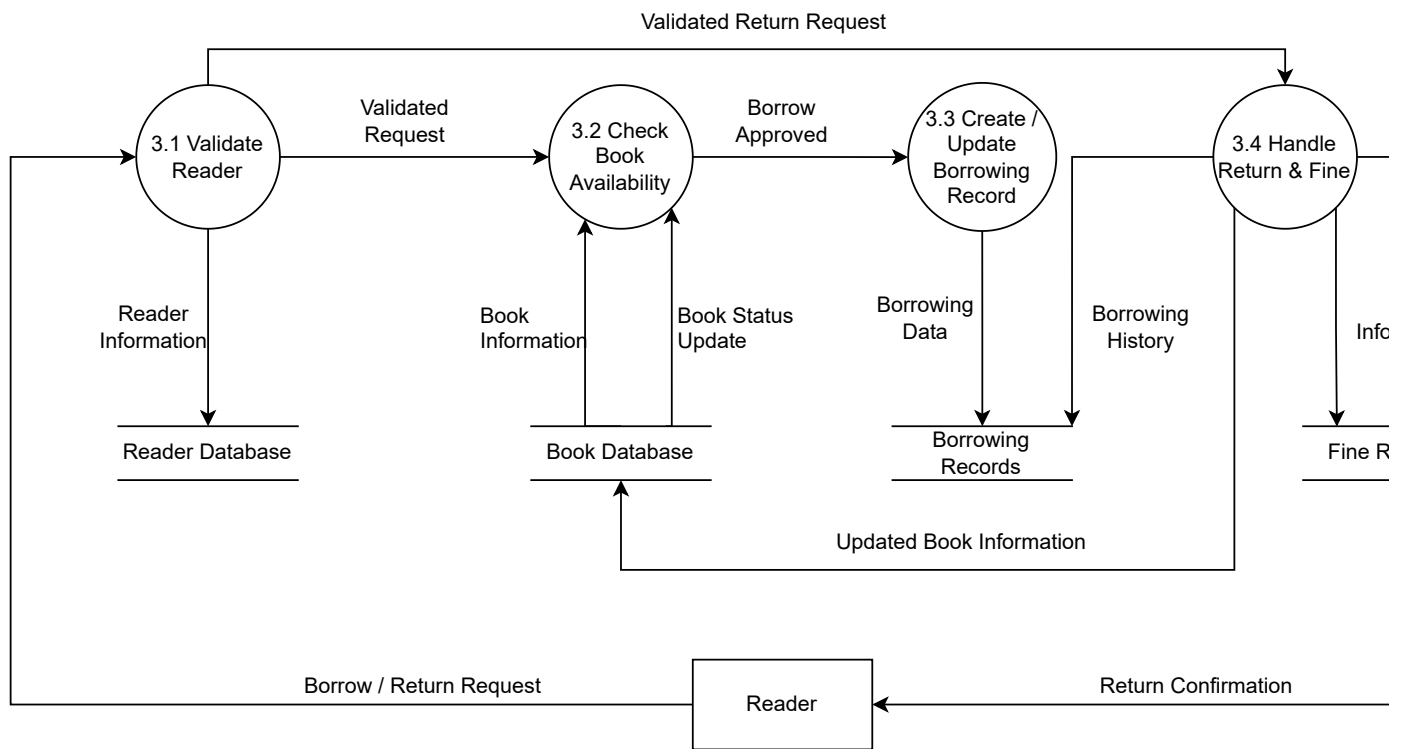 Validated Return Request
Validated
Request
Borrow
Approved
3.1 Validate
Reader
3.2 Check
Book
Availability
3.3 Create /
Update
Borrowing
Record
3.4 Handle
Return & Fine
Reader
Information
Book
Information
Book Status
Update
Borrowing
Data
Borrowing
History
Reader Database
Book Database
Borrowing
Records
Fine
Updated Book Information
Borrow / Return Request
Reader
Return Confirmation